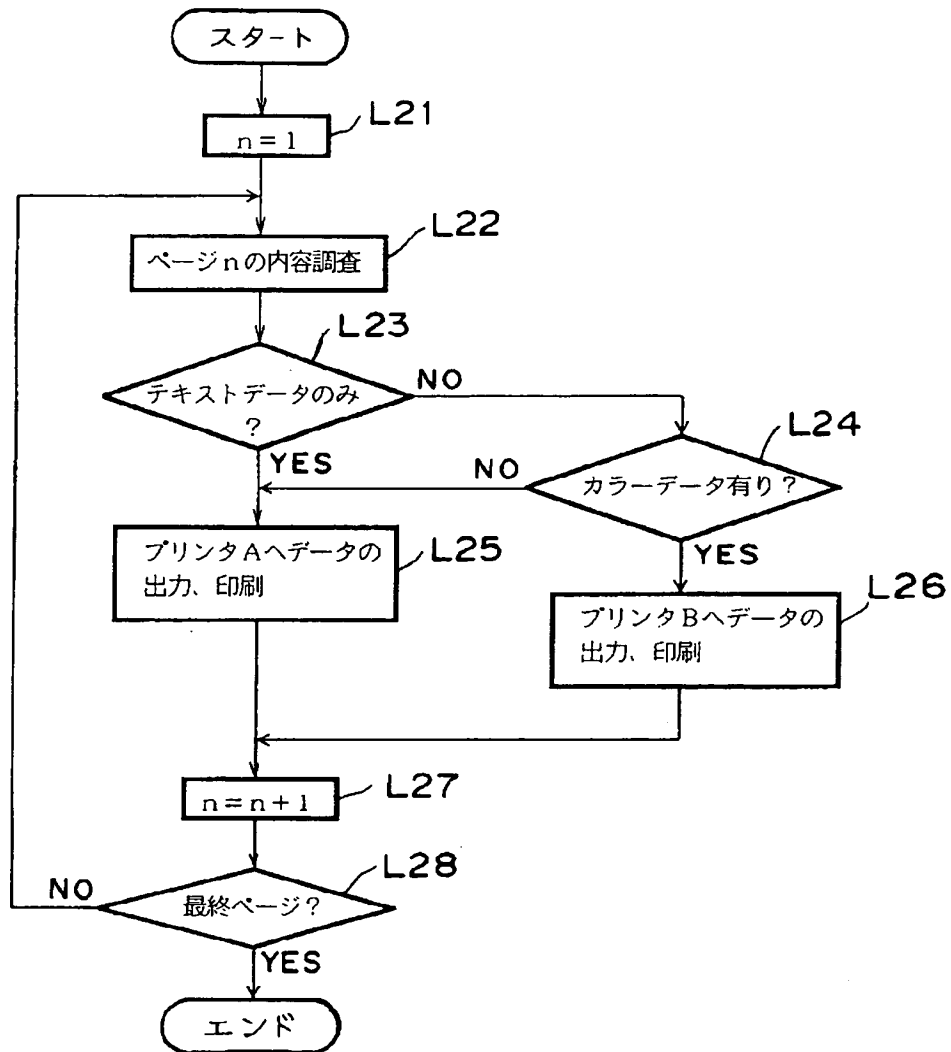 スタート
L21
n=1
L22
ページnの内容調査
L23
テキストデータのみ
?
NO
YES
L24
カラーデータ有り?
NO
YES
L25
プリンタAへデータの
出力、印刷
L26
プリンタBへデータの
出力、印刷
L27
n=n+1
L28
最終ページ?
NO
YES
エンド